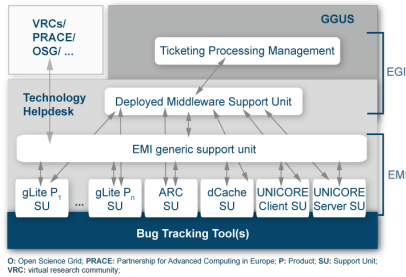 VRCs/
PRACE/
OSG/ ...
GGUS
Ticketing Processing Management
EGI
Technology
Helpdesk
Deployed Middleware Support Unit
EMI generic support unit
EMI
gLite P1
SU
...
gLite Pn
SU
ARC
SU
dCache
SU
UNICORE
Client SU
UNICORE
Server SU
Bug Tracking Tool(s)
O: Open Science Grid; PRACE: Partnership for Advanced Computing in Europe; P: Product; SU: Support Unit;
VRC: virtual research community;